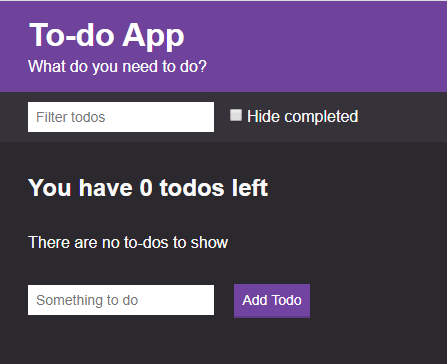 To-do App
What do you need to do?
Filter todos
Hide completed
You have 0 todos left
There are no to-dos to show
Something to do
Add Todo